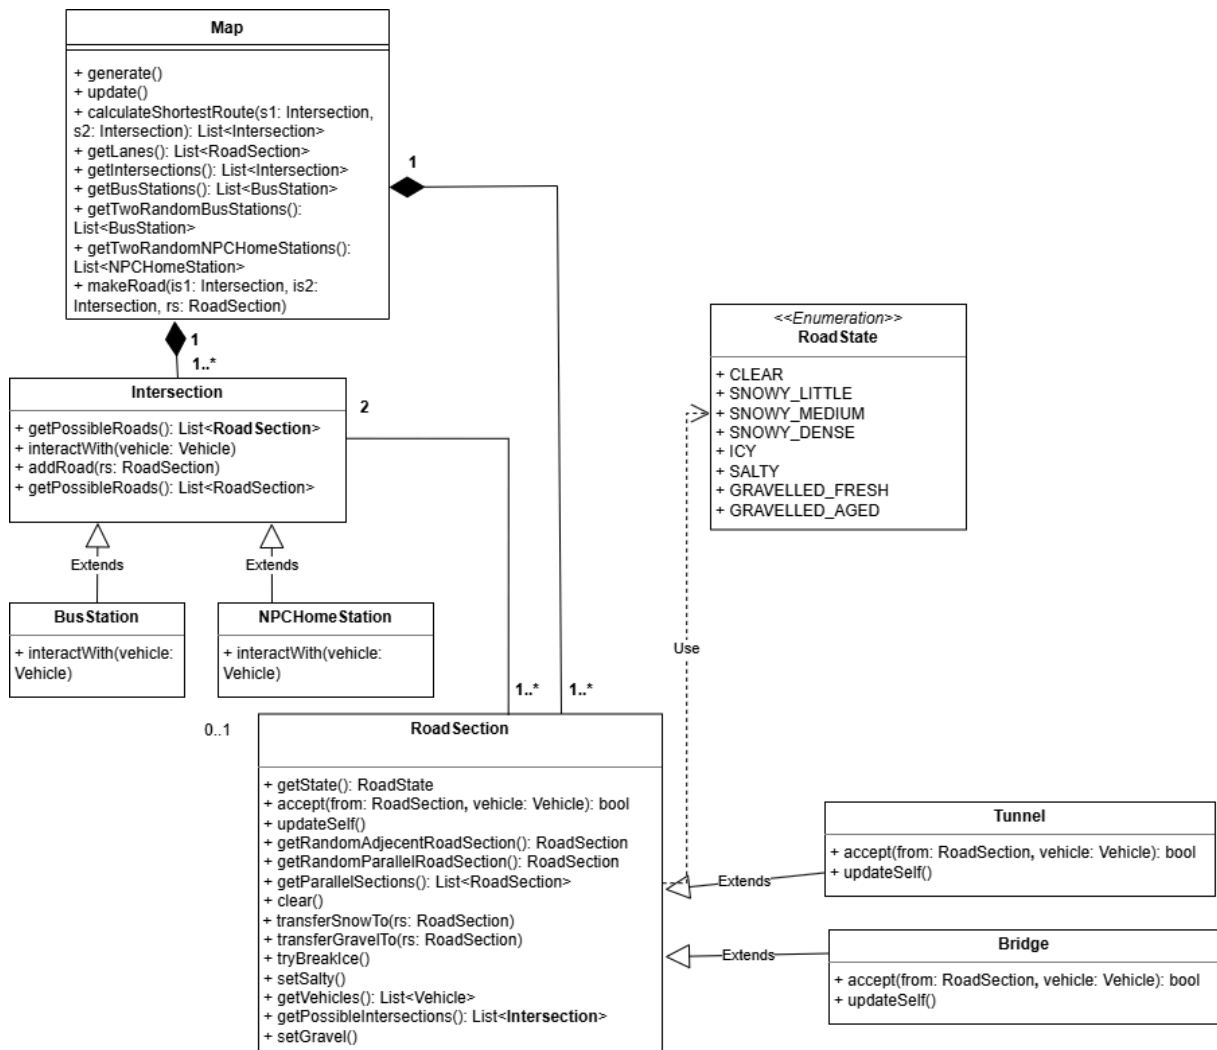 Map
+ generate()
+ update()
+ calculateShortestRoute(s1: Intersection,
s2: Intersection): List<Intersection>
+ getLanes(): List<RoadSection>
+ getIntersections(): List<Intersection>
+ getBusStations(): List<BusStation>
+ getTwoRandomBusStations():
List<BusStation>
+ getTwoRandomNPCHomeStations():
List<NPCHomeStation>
+ makeRoad(is1: Intersection, is2:
Intersection, rs: RoadSection)
1
1
1..*
Intersection
+ getPossibleRoads(): List<RoadSection>
+ interactWith(vehicle: Vehicle)
+ addRoad(rs: RoadSection)
+ getPossibleRoads(): List<RoadSection>
2
<<Enumeration>>
RoadState
+ CLEAR
+ SNOWY_LITTLE
+ SNOWY_MEDIUM
+ SNOWY_DENSE
+ ICY
+ SALTY
+ GRAVELLED_FRESH
+ GRAVELLED_AGED
Extends
Extends
BusStation
+ interactWith(vehicle:
Vehicle)
NPCHomeStation
+ interactWith(vehicle:
Vehicle)
Use
1..*
1..*
0..1
RoadSection
+ getState(): RoadState
+ accept(from: RoadSection, vehicle: Vehicle): bool
+ updateSelf()
+ getRandomAdjecentRoadSection(): RoadSection
+ getRandomParallelRoadSection(): RoadSection
+ getParallelSections(): List<RoadSection>
+ clear()
+ transferSnowTo(rs: RoadSection)
+ transferGravelTo(rs: RoadSection)
+ tryBreakIce()
+ setSalty()
+ getVehicles(): List<Vehicle>
+ getPossibleIntersections(): List<Intersection>
+ setGravel()
Extends
Tunnel
+ accept(from: RoadSection, vehicle: Vehicle): bool
+ updateSelf()
Extends
Bridge
+ accept(from: RoadSection, vehicle: Vehicle): bool
+ updateSelf()